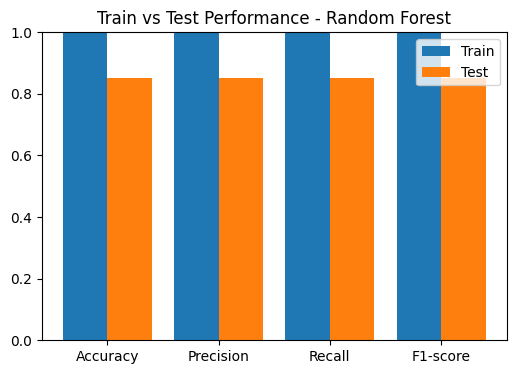 Train vs Test Performance - Random Forest
1.0
Train
Test
0.8
0.6
0.4
0.2
0.0
Accuracy Precision Recall F1-score